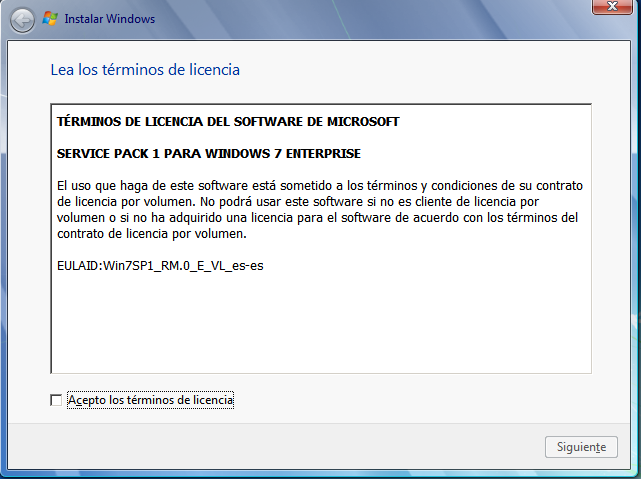 Instalar Windows
Lea los términos de licencia
TÉRMINOS DE LICENCIA DEL SOFTWARE DE MICROSOFT
SERVICE PACK 1 PARA WINDOWS 7 ENTERPRISE
El uso que haga de este software está sometido a los términos y condiciones de su contrato
de licencia por volumen. No podrá usar este software si no es cliente de licencia por
volumen o si no ha adquirido una licencia para el software de acuerdo con los términos del
contrato de licencia por volumen.
EULAID:Win7SP1_RM.0_E_VL_es-es
Acepto los términos de licencia
Siguiente